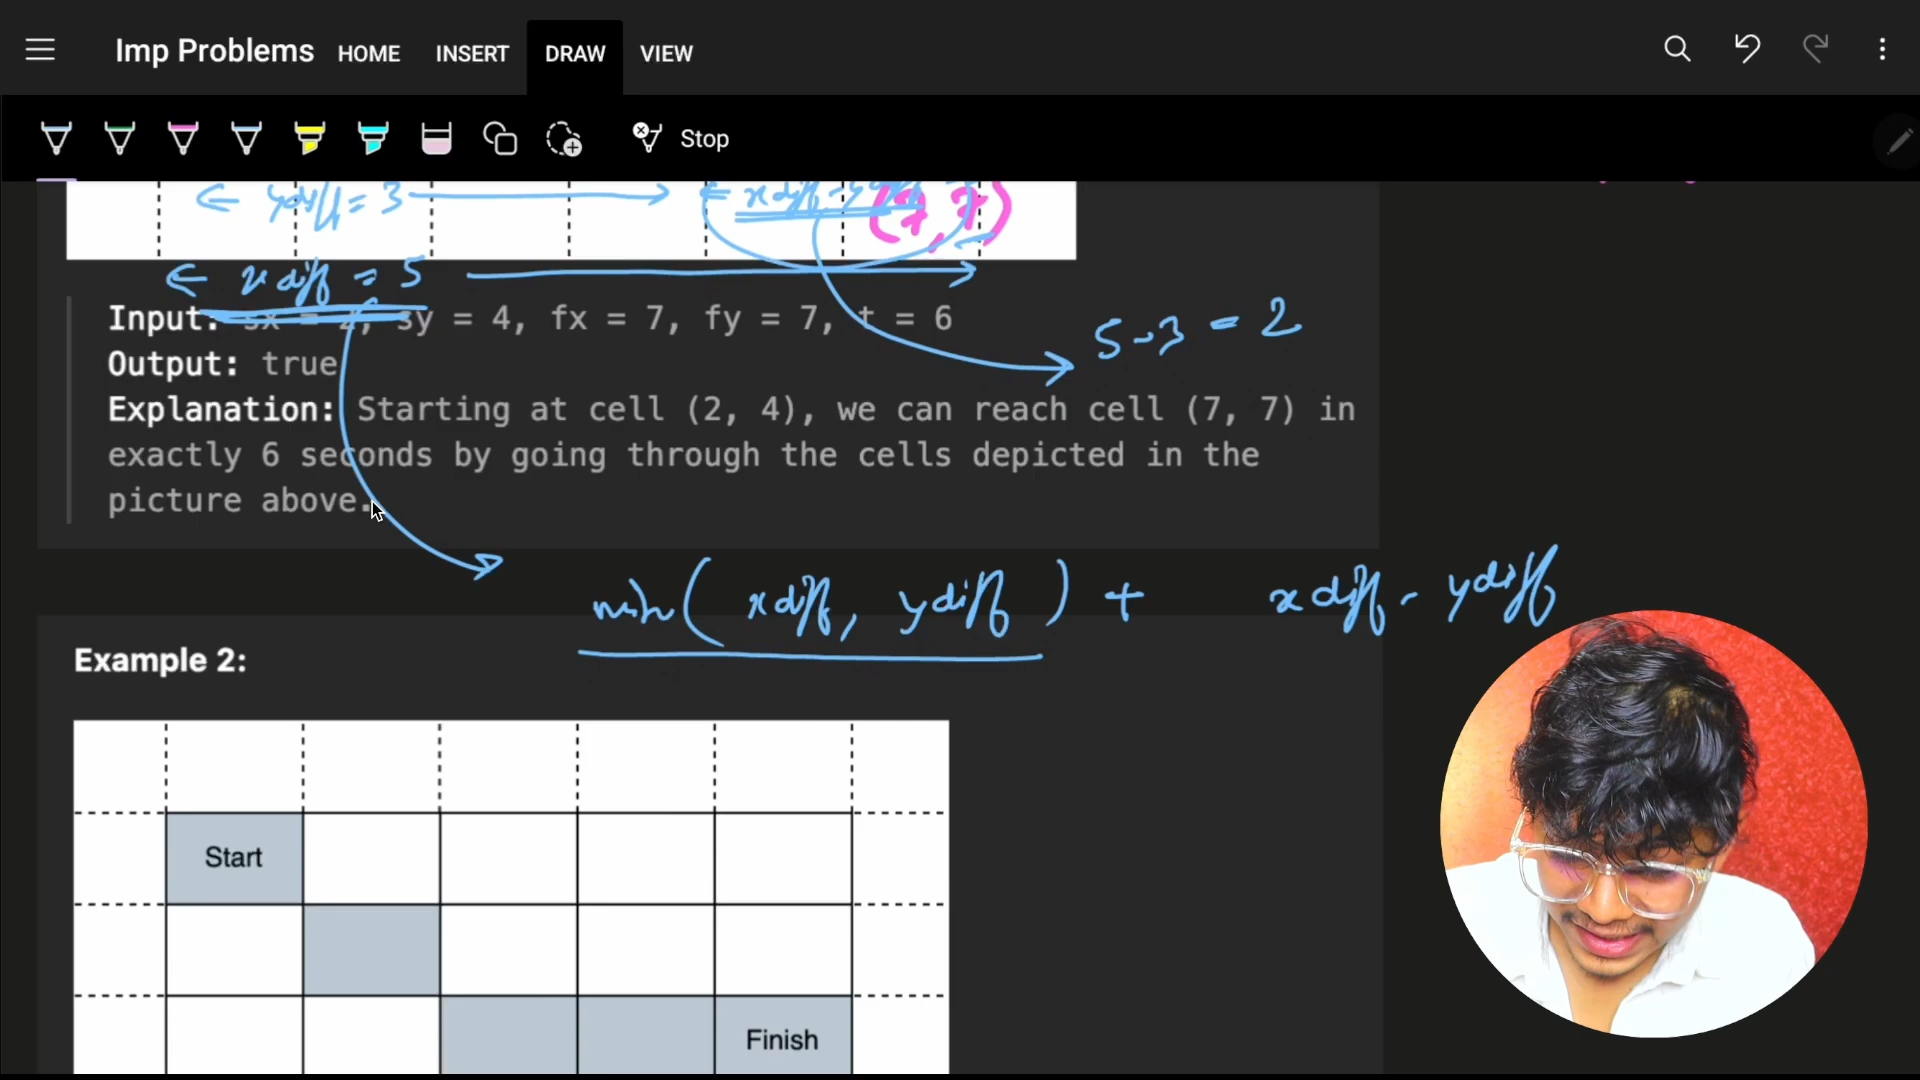 Imp Problems HOME INSERT DRAW VIEW
Stop
ydiff = 3
(7, 7)
xdiff = 5
Input: sx = 2, sy = 4, fx = 7, fy = 7, t = 6
5-3 = 2
Output: true
Explanation: Starting at cell (2, 4), we can reach cell (7, 7) in
exactly 6 seconds by going through the cells depicted in the
picture above.
min( xdiff, ydiff ) + xdiff - ydiff
Example 2:
Start
Finish